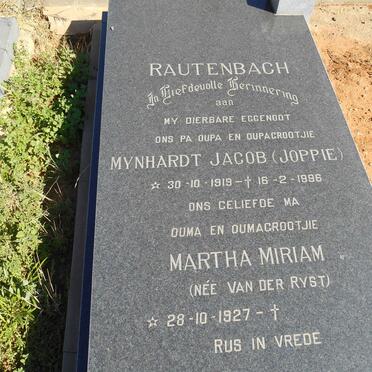 RAUTENBACH
In Liefdevolle Herinnering
aan
MY DIERBARE EGGENOOT
ONS PA OUPA EN OUPAGROOTJIE
MYNHARDT JACOB (JOPPIE)
☆ 30-10-1919 - † 16-2-1996
ONS GELIEFDE MA
OUMA EN OUMAGROOTJIE
MARTHA MIRIAM
(NÉE VAN DER RYST)
☆ 28-10-1927 - †
RUS IN VREDE